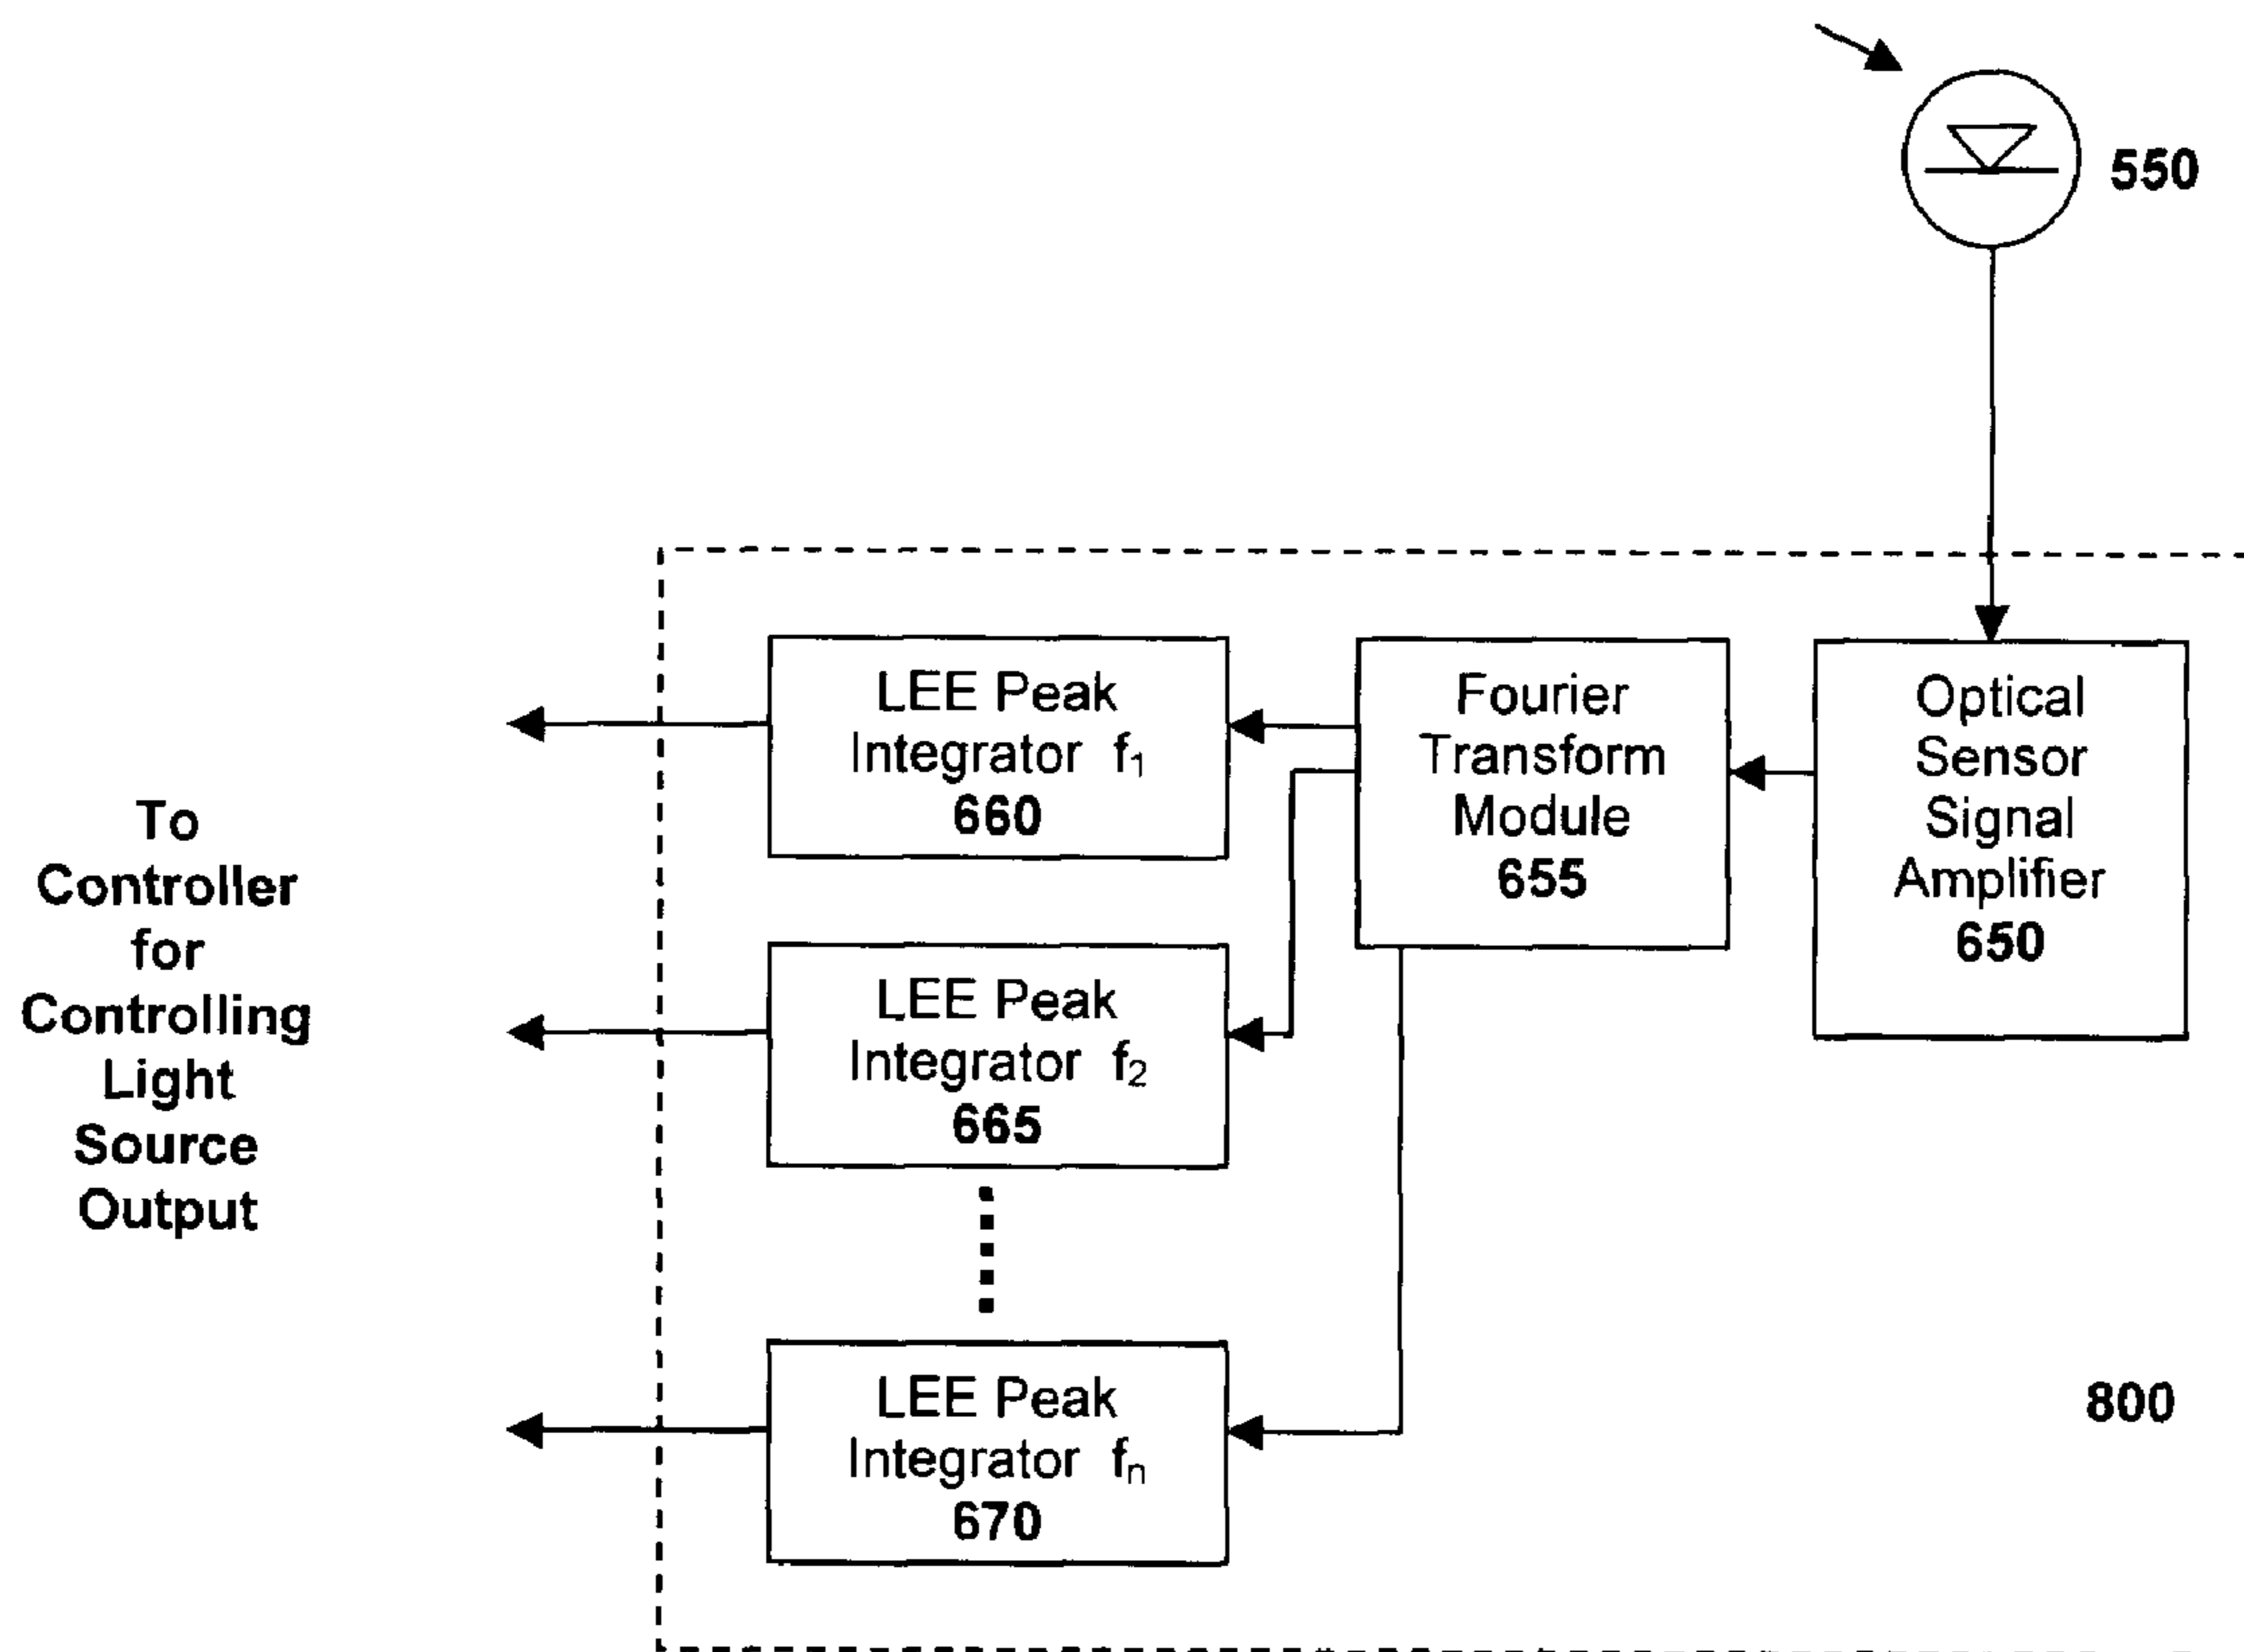 550
LEE Peak
Integrator f₁
660
Fourier
Transform
Module
655
Optical
Sensor
Signal
Amplifier
650
To
Controller
for
Controlling
Light
Source
Output
LEE Peak
Integrator f₂
665
LEE Peak
Integrator fₙ
670
800